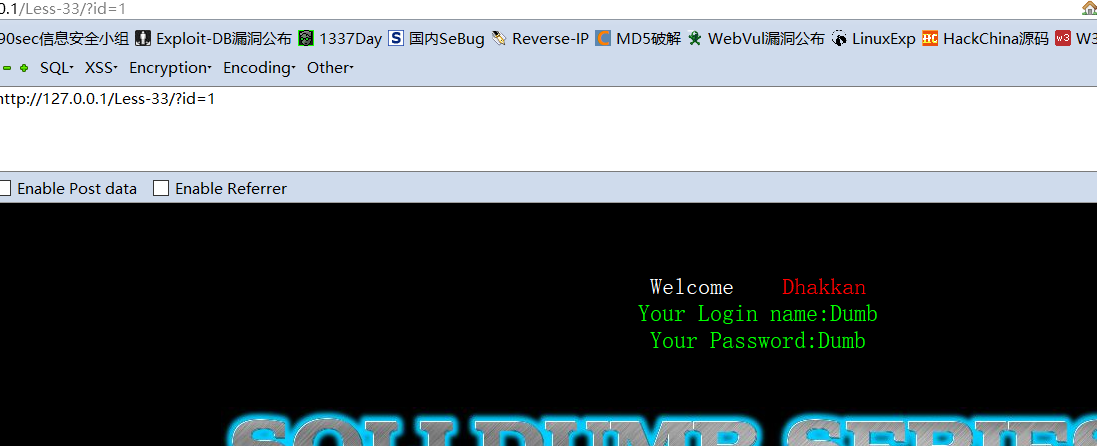 0.1/Less-33/?id=1
90sec信息安全小组 Exploit-DB漏洞公布 1337Day 国内SeBug Reverse-IP MD5破解 WebVul漏洞公布 LinuxExp HackChina源码 W3
SQL XSS Encryption Encoding Other
http://127.0.0.1/Less-33/?id=1
Enable Post data Enable Referrer
Welcome Dhakkan
Your Login name:Dumb
Your Password:Dumb
SQLI DUMB SERIES